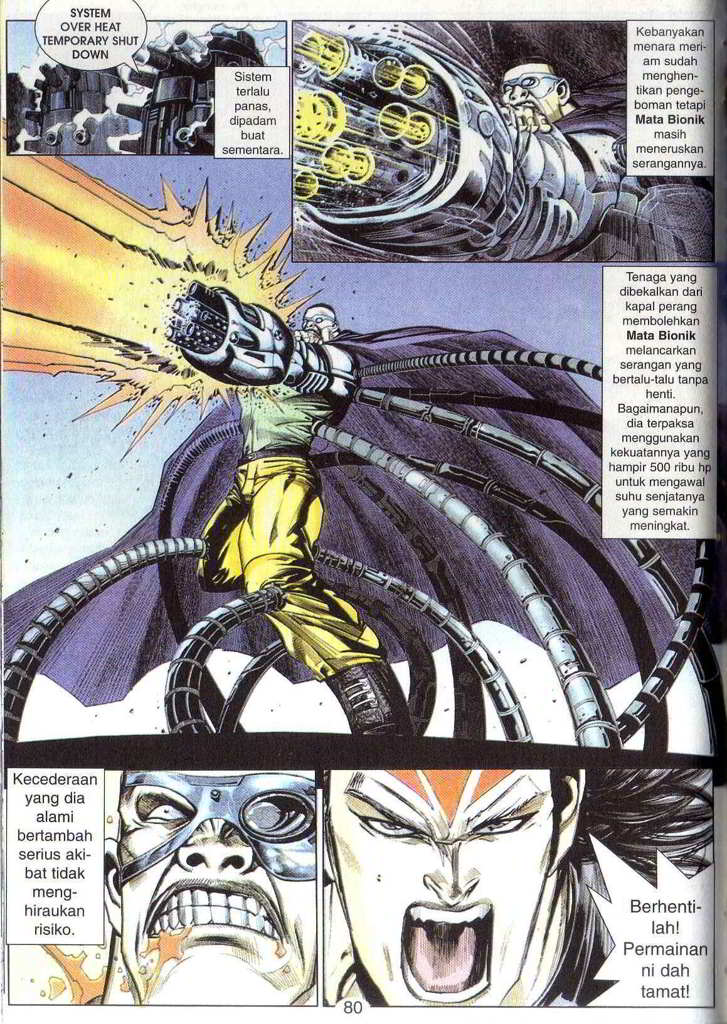 SYSTEM
OVER HEAT
TEMPORARY SHUT
DOWN
Sistem
terlalu
panas,
dipadam
buat
sementara.
Kebanyakan
menara meri-
am sudah
menghen-
tikan penge-
boman tetapi
Mata Bionik
masih
meneruskan
serangannya.
Tenaga yang
dibekalkan dari
kapal perang
membolehkan
Mata Bionik
melancarkan
serangan yang
bertalu-talu tanpa
henti.
Bagaimanapun,
dia terpaksa
menggunakan
kekuatannya yang
hampir 500 ribu hp
untuk mengawal
suhu senjatanya
yang semakin
meningkat.
Kecederaan
yang dia
alami
bertambah
serius aki-
bat tidak
meng-
hiraukan
risiko.
Berhenti-
lah!
Permainan
ni dah
tamat!
80